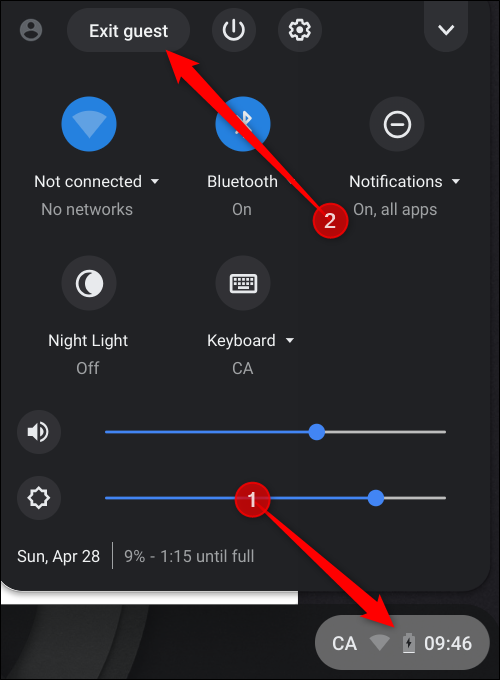 Exit guest
Not connected
Bluetooth
Notifications
No networks
On
On, all apps
2
Night Light
Keyboard
Off
CA
1
Sun, Apr 28
9% - 1:15 until full
CA
09:46